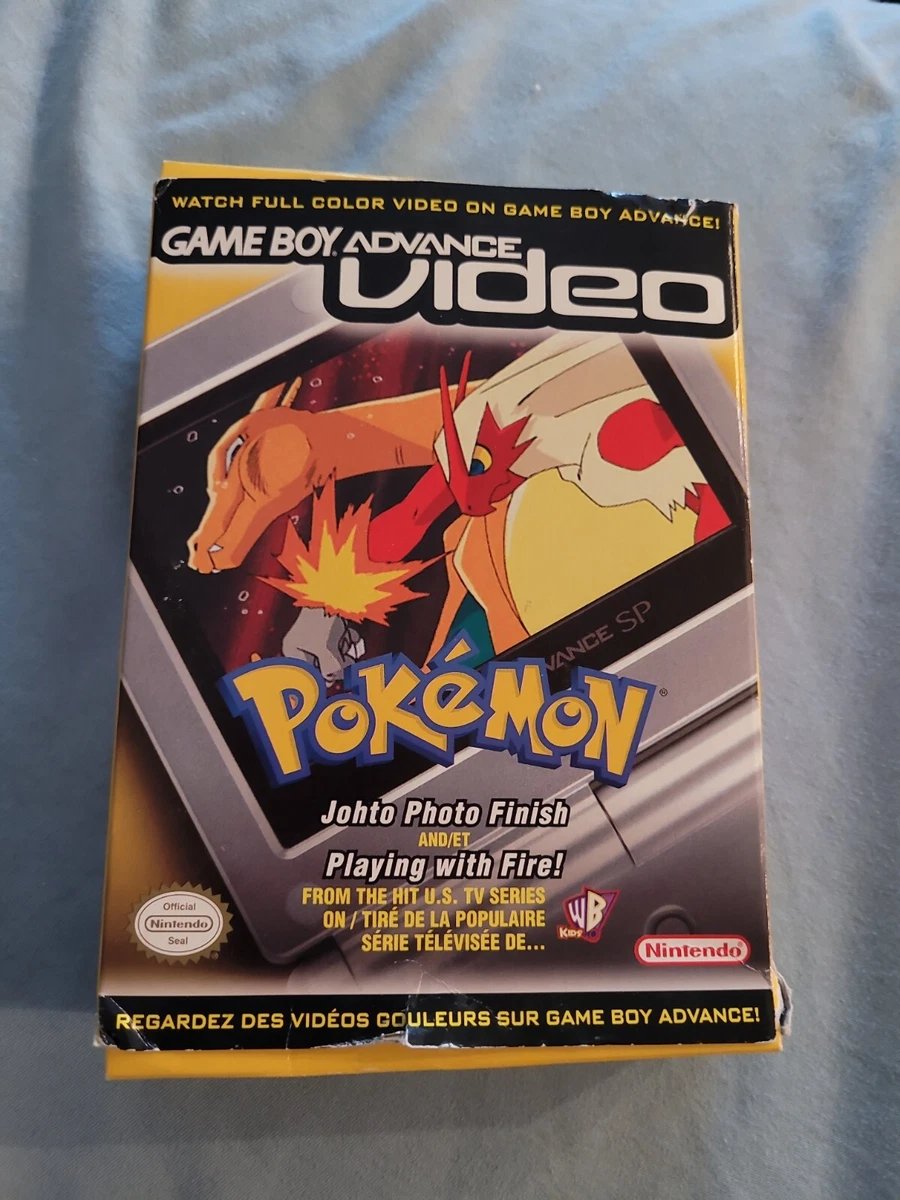 WATCH FULL COLOR VIDEO ON GAME BOY ADVANCE!
GAME BOY ADVANCE
video
VANCE SP
POKéMON®
Johto Photo Finish
AND/ET
Playing with Fire!
FROM THE HIT U.S. TV SERIES
ON / TIRÉ DE LA POPULAIRE
SÉRIE TÉLÉVISÉE DE...
WB
KIDS
Official
Nintendo
Seal
Nintendo®
REGARDEZ DES VIDÉOS COULEURS SUR GAME BOY ADVANCE!